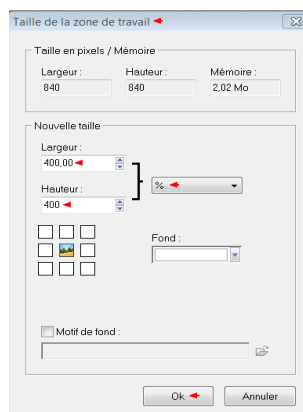 Taille de la zone de travail
Taille en pixels / Mémoire
Largeur : Hauteur : Mémoire :
840 840 2,02 Mo
Nouvelle taille
Largeur :
400,00
%
Hauteur :
400
Fond :
Motif de fond :
Ok Annuler